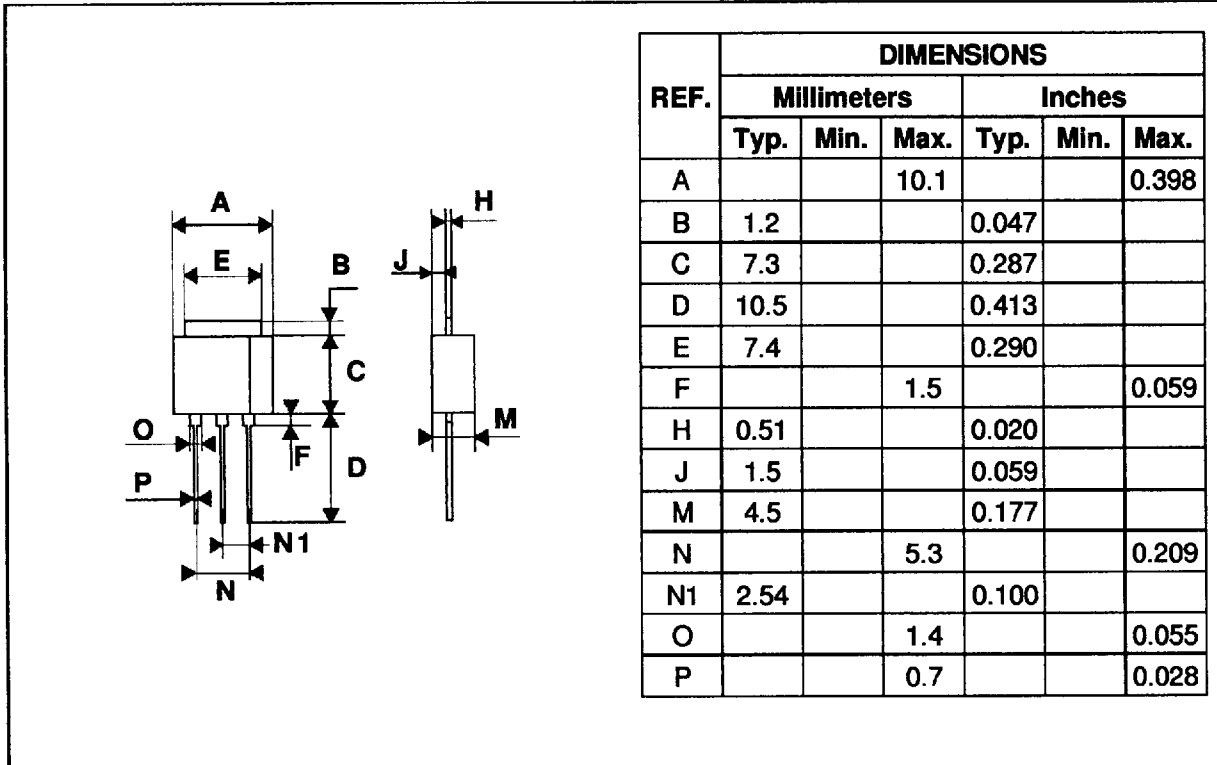 A
H
E
B
J
C
O
M
F
D
P
N1
N
DIMENSIONS
REF. Millimeters Inches
Typ. Min. Max. Typ. Min. Max.
A 10.1 0.398
B 1.2 0.047
C 7.3 0.287
D 10.5 0.413
E 7.4 0.290
F 1.5 0.059
H 0.51 0.020
J 1.5 0.059
M 4.5 0.177
N 5.3 0.209
N1 2.54 0.100
O 1.4 0.055
P 0.7 0.028